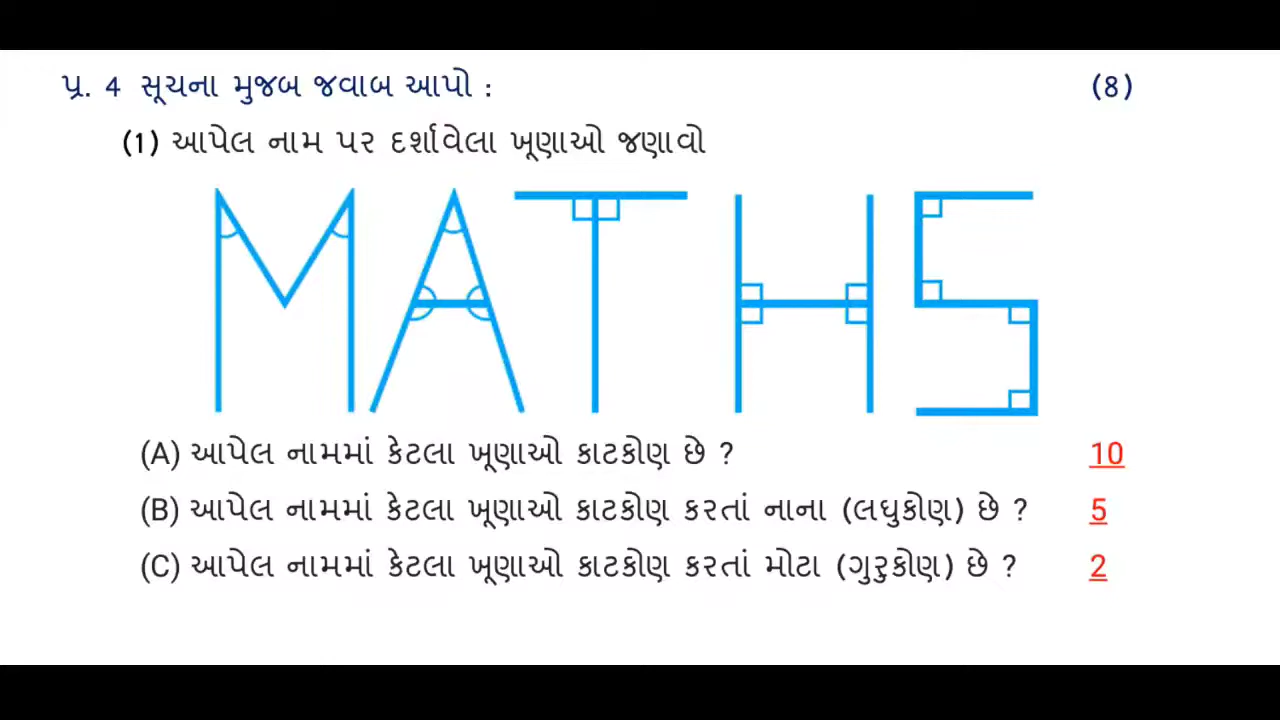 પ્ર. 4 સૂચના મુજબ જવાબ આપો : (8)
(1) આપેલ નામ પર દર્શાવેલા ખૂણાઓ જણાવો
MATHS
(A) આપેલ નામમાં કેટલા ખૂણાઓ કાટકોણ છે ? 10
(B) આપેલ નામમાં કેટલા ખૂણાઓ કાટકોણ કરતાં નાના (લઘુકોણ) છે ? 5
(C) આપેલ નામમાં કેટલા ખૂણાઓ કાટકોણ કરતાં મોટા (ગુરુકોણ) છે ? 2